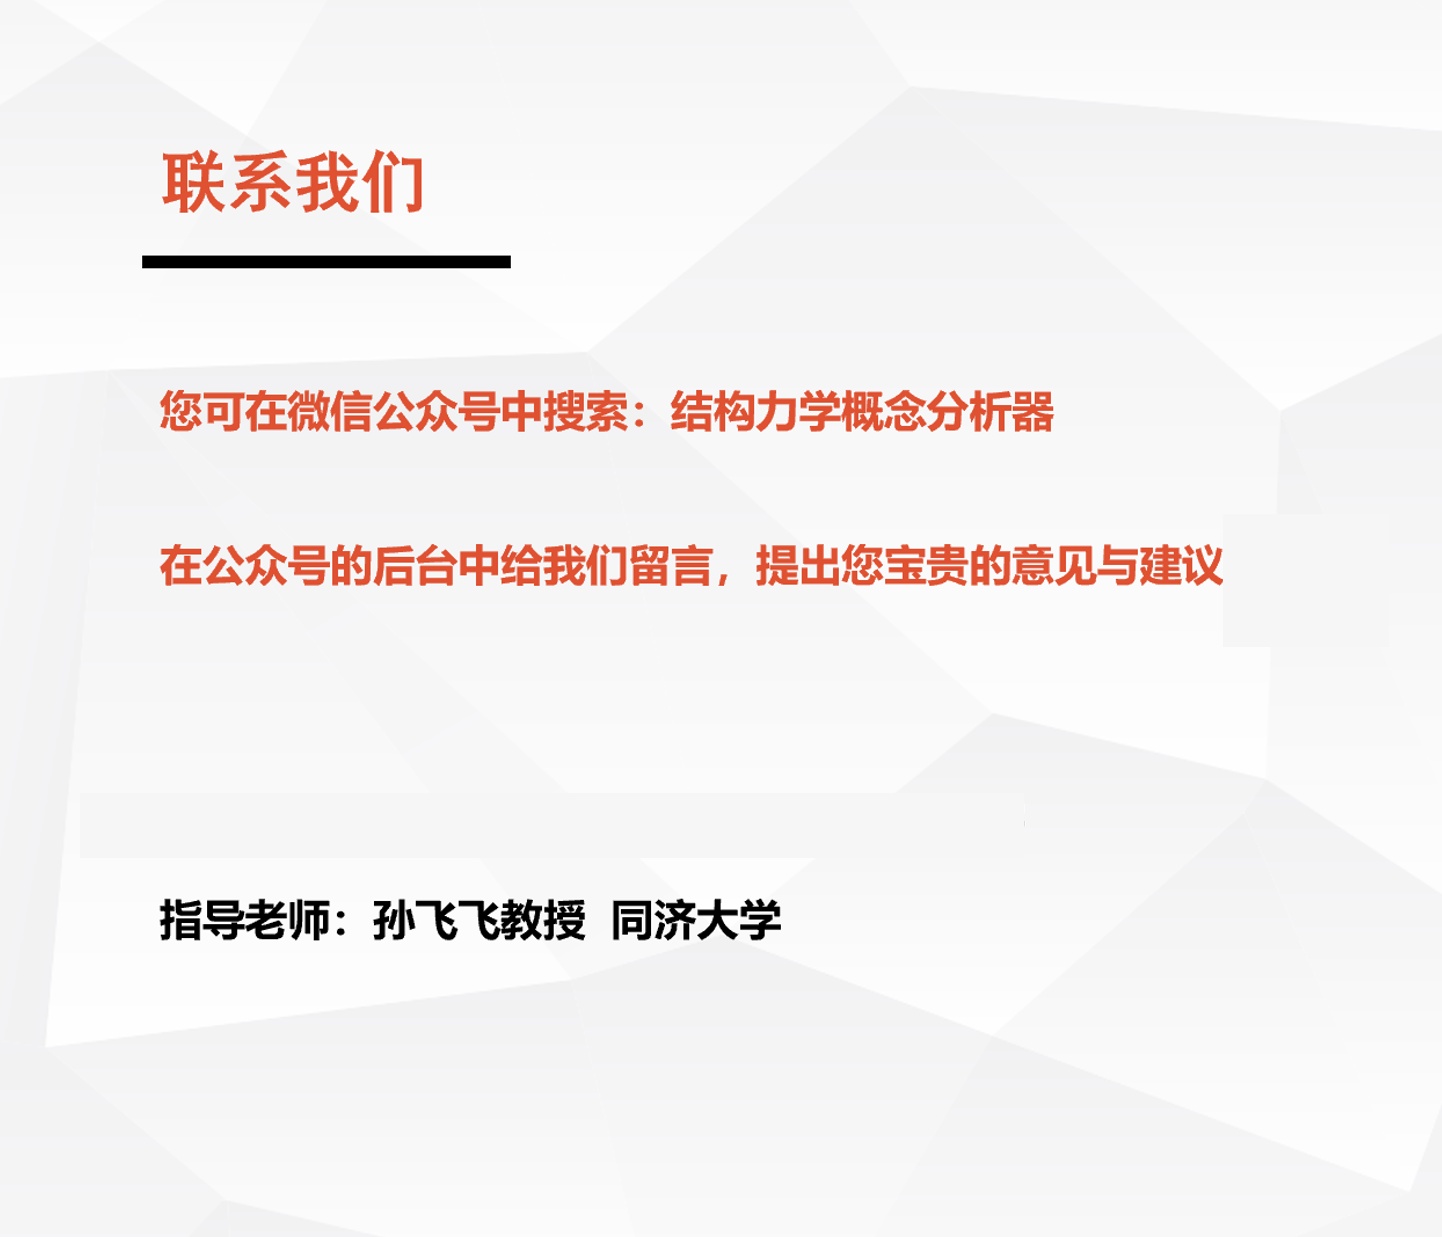 联系我们
您可在微信公众号中搜索：结构力学概念分析器
在公众号的后台中给我们留言，提出您宝贵的意见与建议
指导老师：孙飞飞教授 同济大学